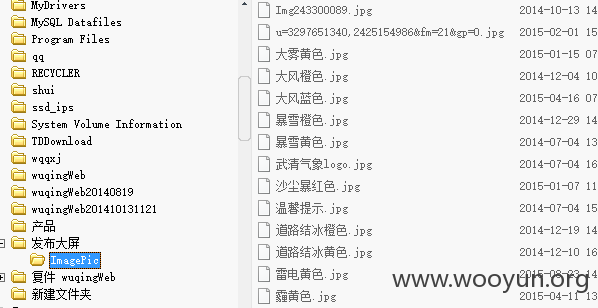 MyDrivers
MySQL Datafiles
Program Files
qq
RECYCLER
shui
ssd_ips
System Volume Information
TDDownload
wqqxj
wuqingWeb
wuqingWeb20140819
wuqingWeb201410131121
产品
发布大屏
ImagePic
复件 wuqingWeb
新建文件夹
Img243300089.jpg 2014-10-13 14
u=3297651340,2425154986&fm=21&gp=0.jpg 2015-02-01 15
大雾黄色.jpg 2015-01-15 15
大风橙色.jpg 2014-12-04 10
大风蓝色.jpg 2015-04-16 07
暴雪橙色.jpg 2014-12-29 14
暴雪黄色.jpg 2014-07-04 13
武清气象logo.jpg 2014-07-04 16
沙尘暴红色.jpg 2015-01-07 11
温馨提示.jpg 2014-07-04 15
道路结冰橙色.jpg 2014-12-19 14
道路结冰黄色.jpg 2014-12-10 16
雷电黄色.jpg
霾黄色.jpg 2014-04-11
www.wooyun.org